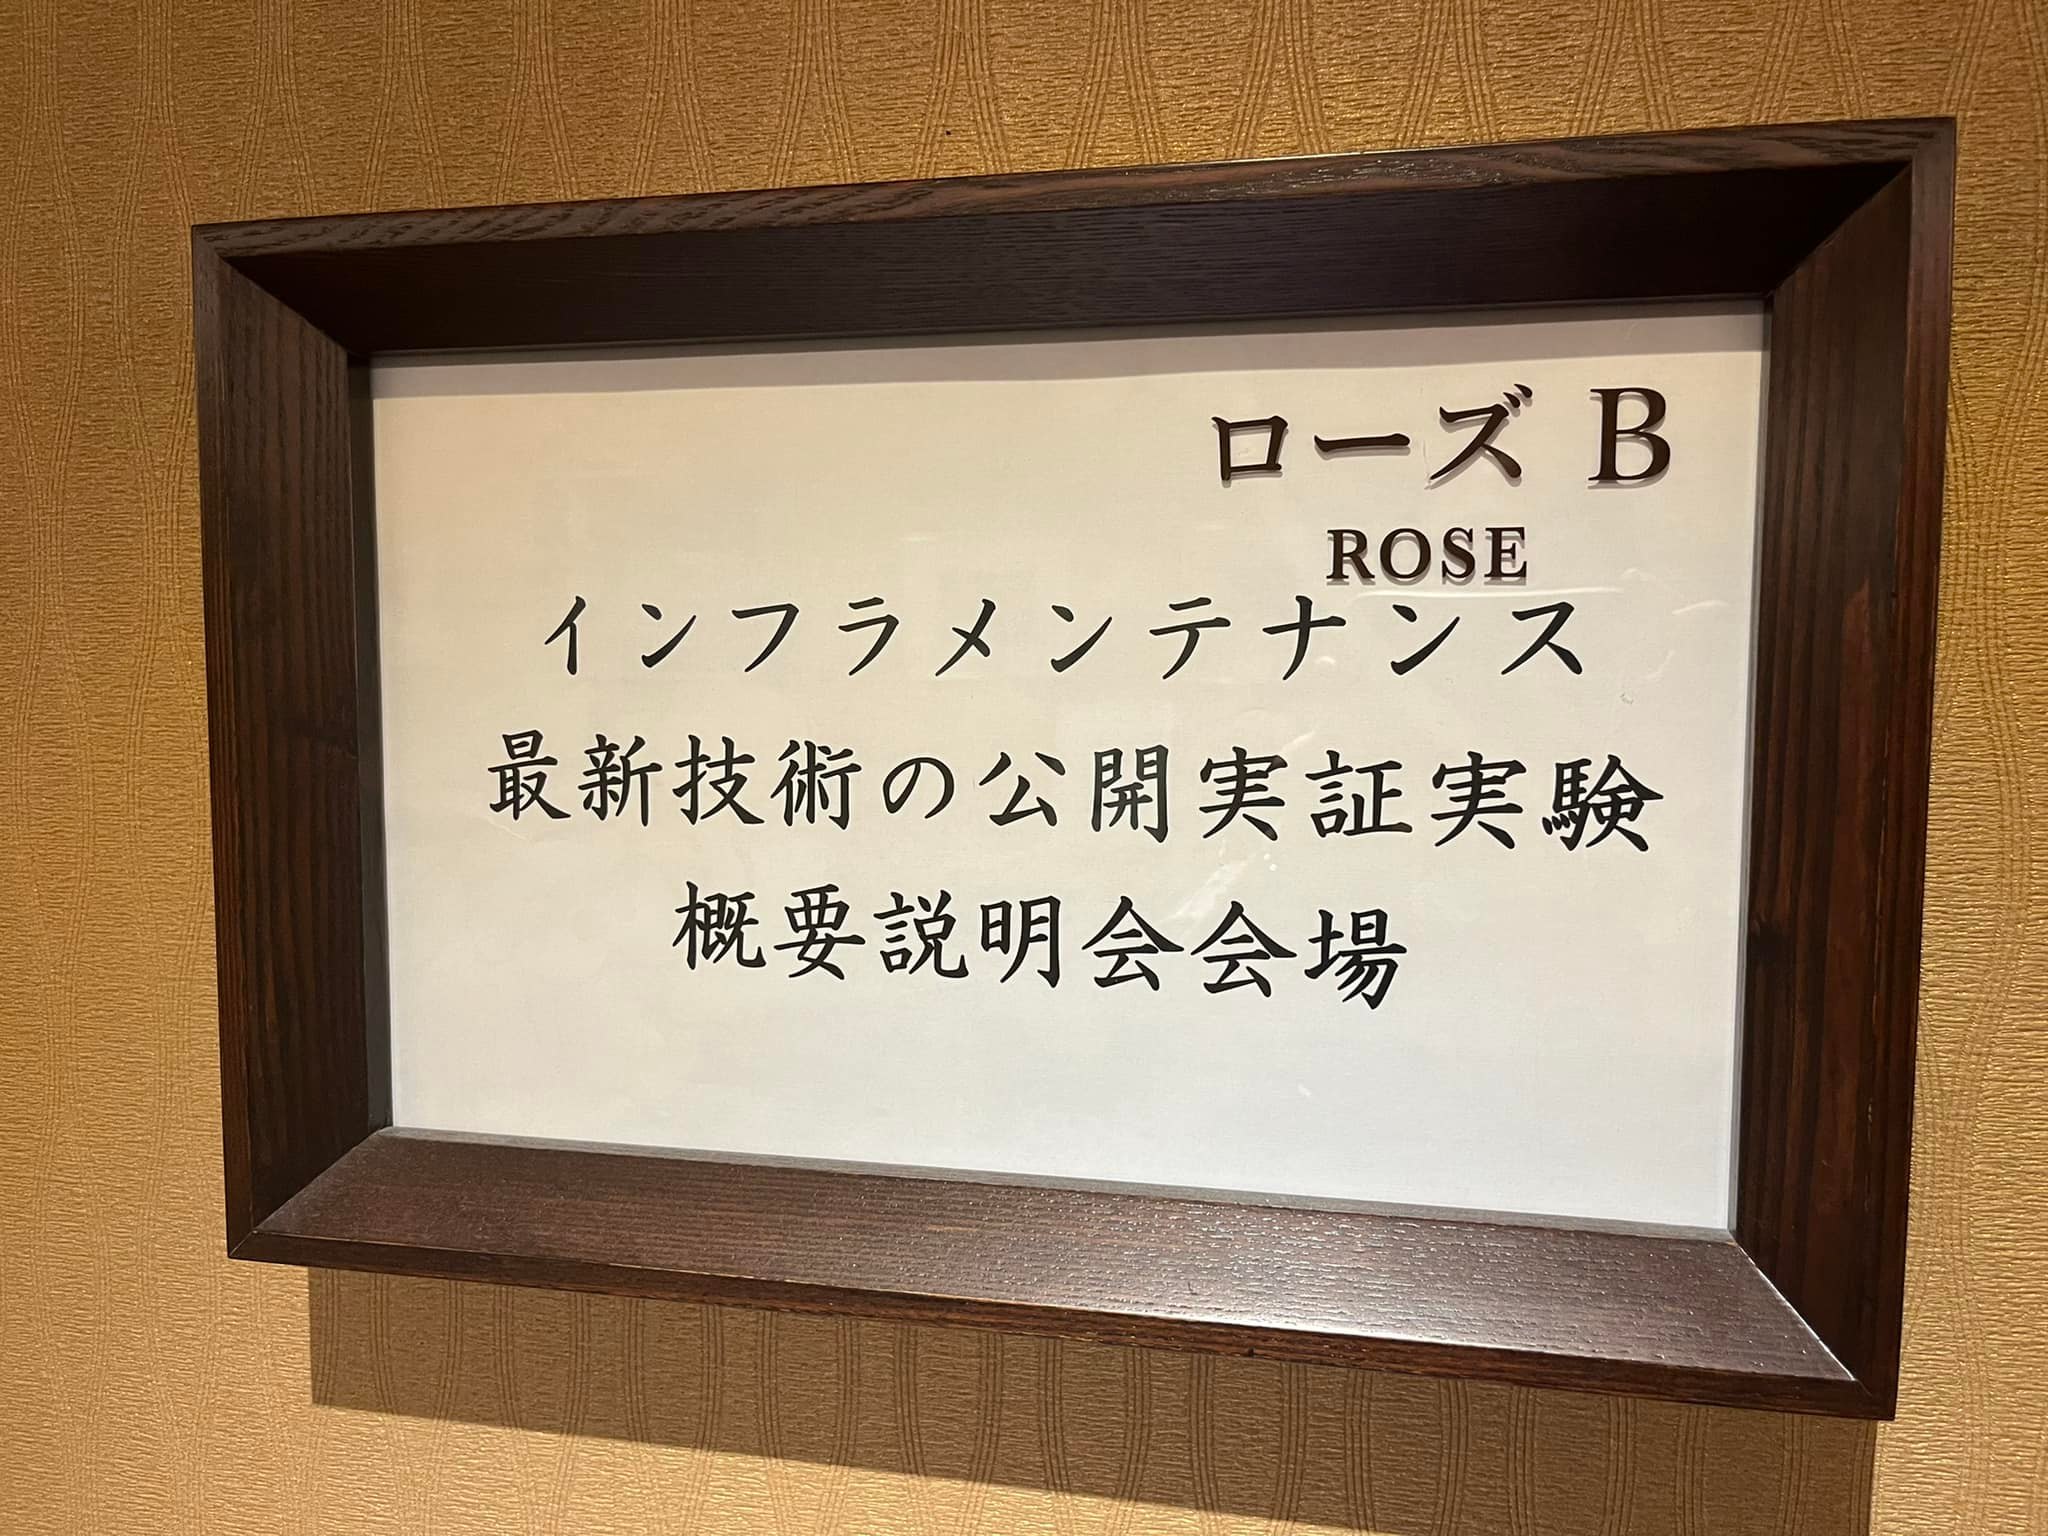 ローズ B
ROSE
インフラメンテナンス
最新技術の公開実証実験
概要説明会会場